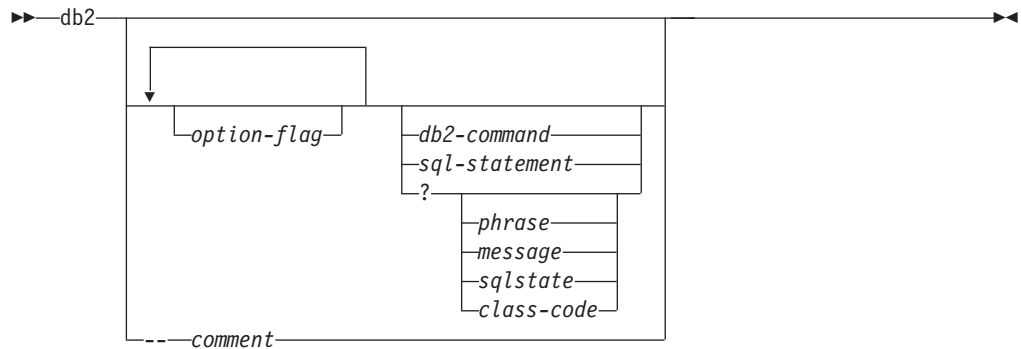 db2
option-flag
db2-command
sql-statement
?
phrase
message
sqlstate
class-code
-- comment